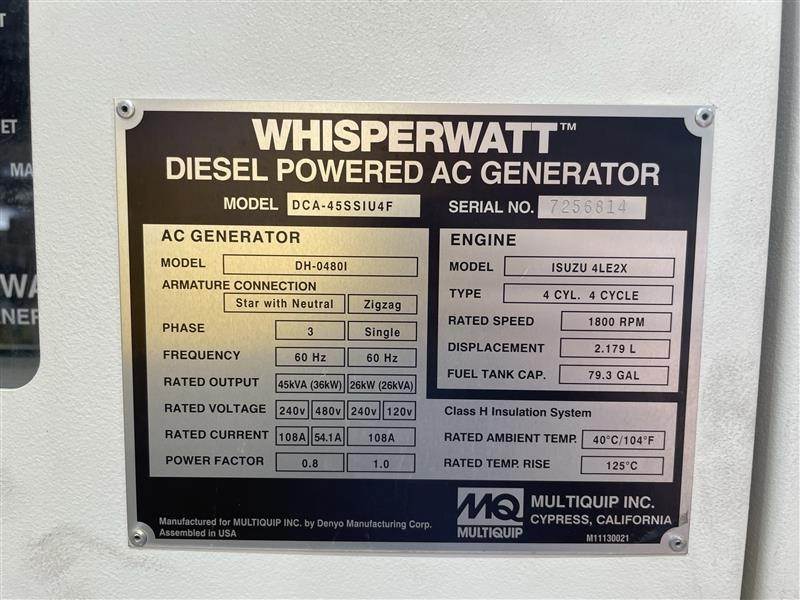 ET
MA
WA
NER
WHISPERWATT™
DIESEL POWERED AC GENERATOR
MODEL DCA-45SSIU4F SERIAL NO. 7256814
AC GENERATOR
MODEL DH-0480I
ARMATURE CONNECTION
Star with Neutral Zigzag
PHASE 3 Single
FREQUENCY 60 Hz 60 Hz
RATED OUTPUT 45kVA (36kW) 26kW (26kVA)
RATED VOLTAGE 240v 480v 240v 120v
RATED CURRENT 108A 54.1A 108A
POWER FACTOR 0.8 1.0
ENGINE
MODEL ISUZU 4LE2X
TYPE 4 CYL. 4 CYCLE
RATED SPEED 1800 RPM
DISPLACEMENT 2.179 L
FUEL TANK CAP. 79.3 GAL
Class H Insulation System
RATED AMBIENT TEMP. 40°C/104°F
RATED TEMP. RISE 125°C
Manufactured for MULTIQUIP INC. by Denyo Manufacturing Corp.
Assembled in USA
MQ
MULTIQUIP
MULTIQUIP INC.
CYPRESS, CALIFORNIA
M11130021